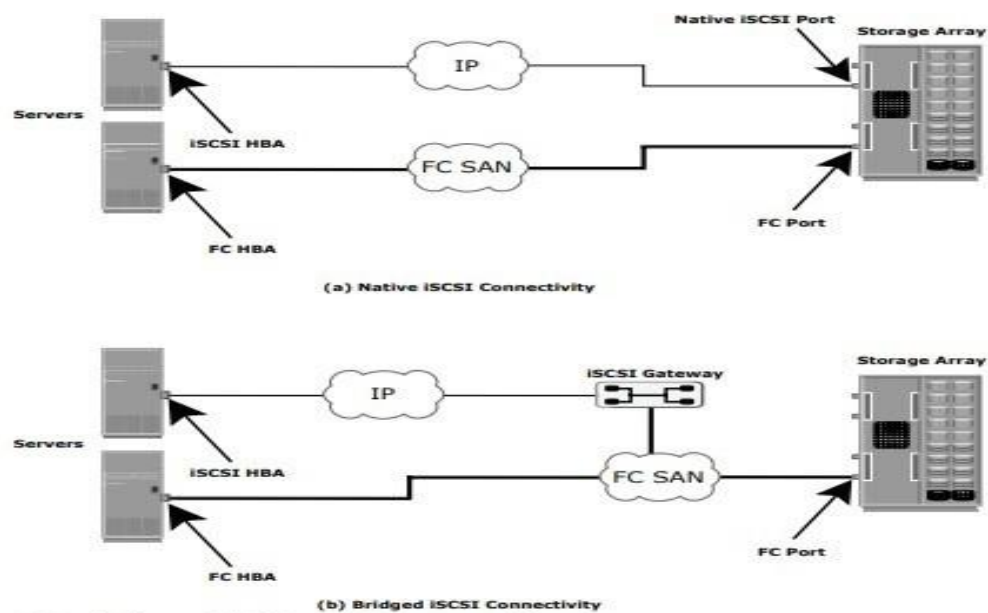 Native iSCSI Port
Storage Array
IP
Servers
iSCSI HBA
FC SAN
FC HBA
FC Port
(a) Native iSCSI Connectivity
Storage Array
iSCSI Gateway
IP
Servers
iSCSI HBA
FC SAN
FC HBA
FC Port
(b) Bridged iSCSI Connectivity